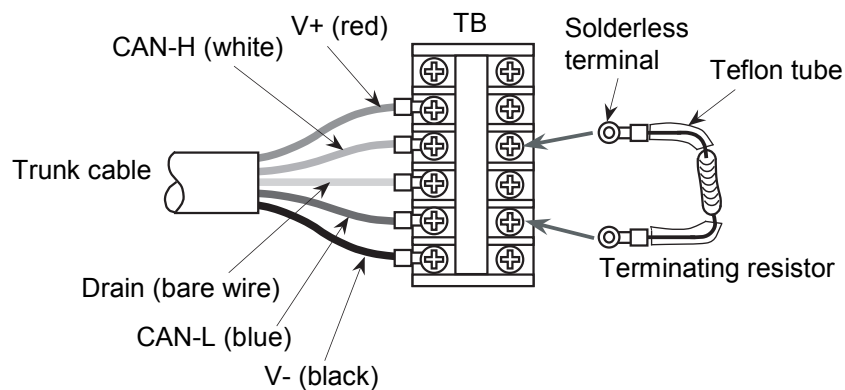 V+ (red)
TB
CAN-H (white)
Solderless
terminal
Teflon tube
Trunk cable
Drain (bare wire)
Terminating resistor
CAN-L (blue)
V- (black)